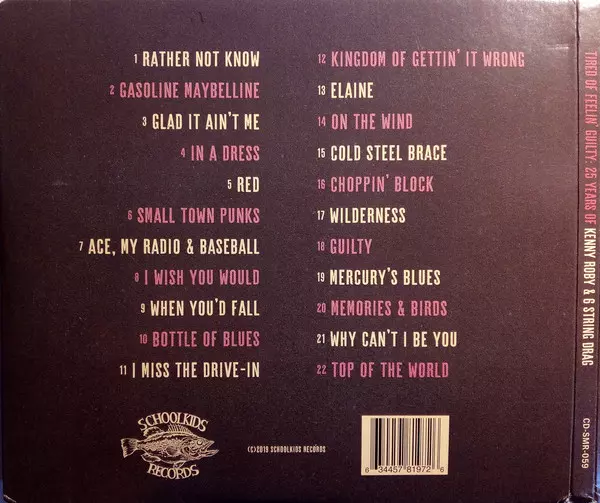 1 RATHER NOT KNOW
2 GASOLINE MAYBELLINE
3 GLAD IT AIN'T ME
4 IN A DRESS
5 RED
6 SMALL TOWN PUNKS
7 ACE, MY RADIO & BASEBALL
8 I WISH YOU WOULD
9 WHEN YOU'D FALL
10 BOTTLE OF BLUES
11 I MISS THE DRIVE-IN
12 KINGDOM OF GETTIN' IT WRONG
13 ELAINE
14 ON THE WIND
15 COLD STEEL BRACE
16 CHOPPIN' BLOCK
17 WILDERNESS
18 GUILTY
19 MERCURY'S BLUES
20 MEMORIES & BIRDS
21 WHY CAN'T I BE YOU
22 TOP OF THE WORLD
SCHOOLKIDS
RECORDS
(C)2019 SCHOOLKIDS RECORDS
6 34457 81972 6
TIRED OF FEELIN' GUILTY: 25 YEARS OF KENNY ROBY & 6 STRING DRAG
CD-SMR-059